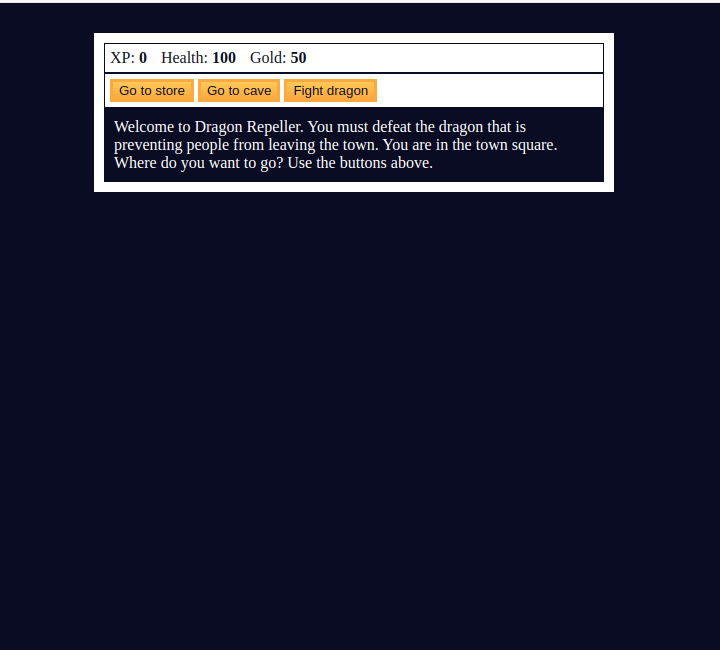 XP: 0 Health: 100 Gold: 50
Go to store Go to cave Fight dragon
Welcome to Dragon Repeller. You must defeat the dragon that is
preventing people from leaving the town. You are in the town square.
Where do you want to go? Use the buttons above.